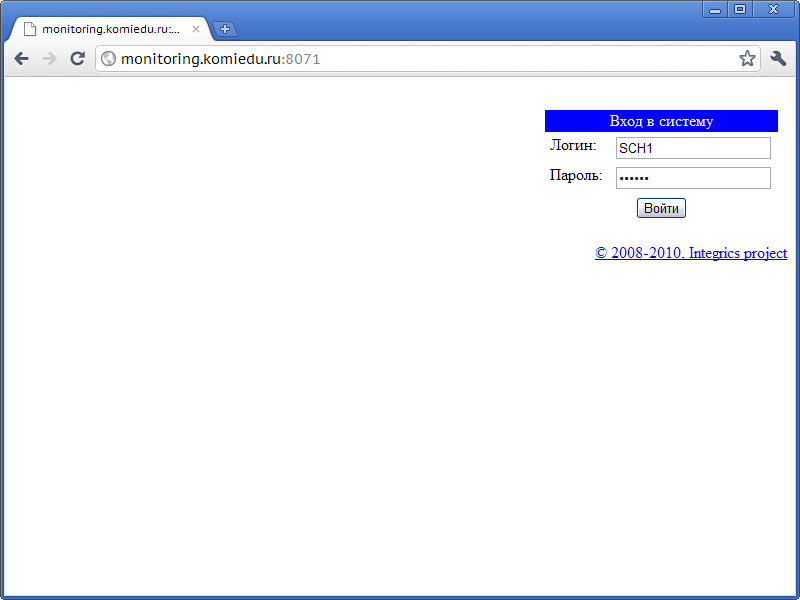 monitoring.komiedu.ru:...
monitoring.komiedu.ru:8071
Вход в систему
Логин: SCH1
Пароль: ••••••
Войти
© 2008-2010. Integrics project